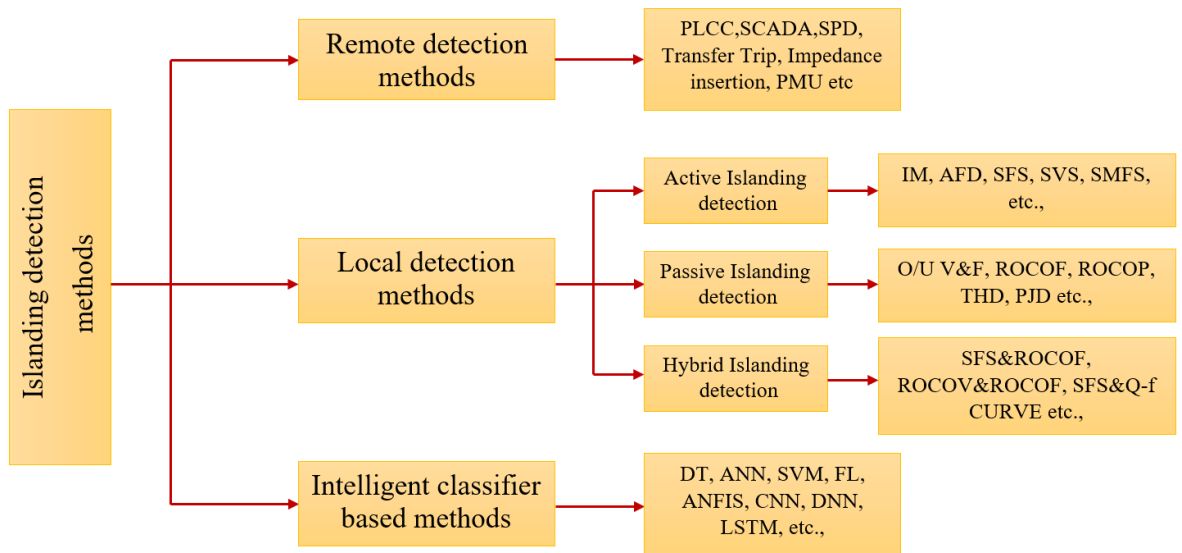 Islanding detection
methods
Remote detection
methods
PLCC,SCADA,SPD,
Transfer Trip, Impedance
insertion, PMU etc
Local detection
methods
Active Islanding
detection
IM, AFD, SFS, SVS, SMFS,
etc.,
Passive Islanding
detection
O/U V&F, ROCOF, ROCOP,
THD, PJD etc.,
Hybrid Islanding
detection
SFS&ROCOF,
ROCOV&ROCOF, SFS&Q-f
CURVE etc.,
Intelligent classifier
based methods
DT, ANN, SVM, FL,
ANFIS, CNN, DNN,
LSTM, etc.,